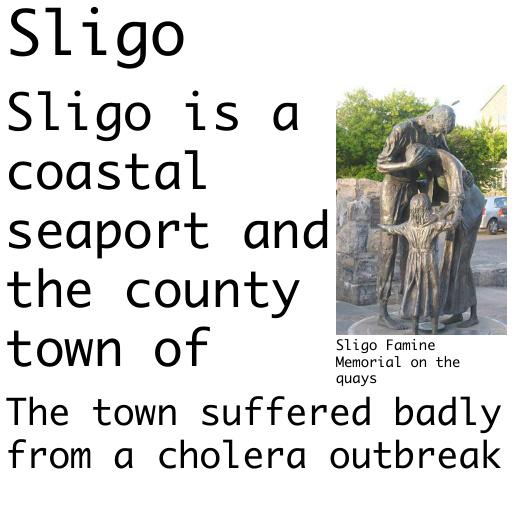 Sligo
Sligo is a
coastal
seaport and
the county
town of
Sligo Famine
Memorial on the
quays
The town suffered badly
from a cholera outbreak